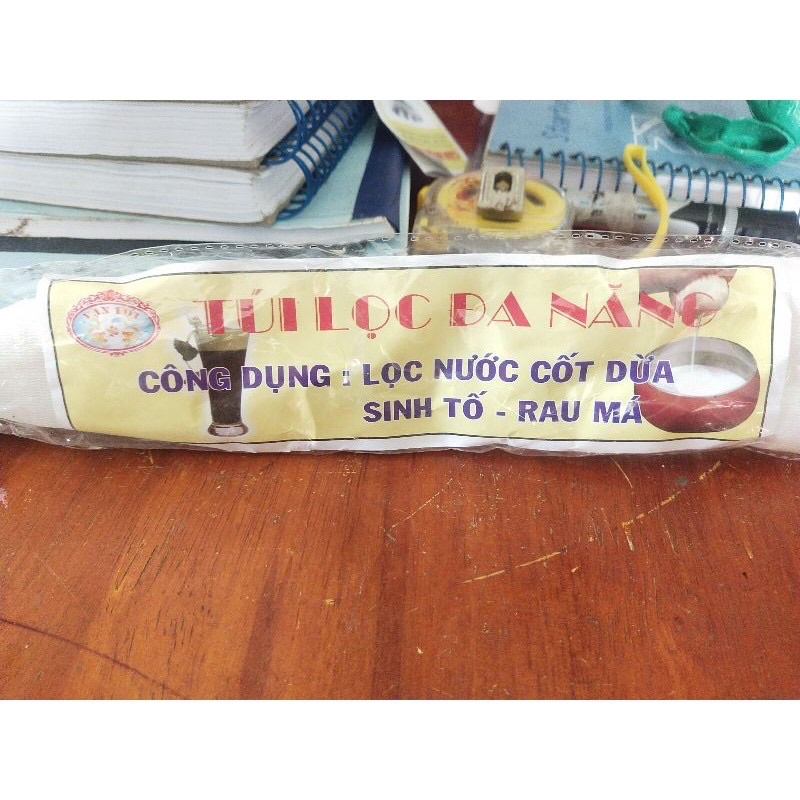 TÚI LỌC ĐA NĂNG
CÔNG DỤNG : LỌC NƯỚC CỐT DỪA
SINH TỐ - RAU MÁ